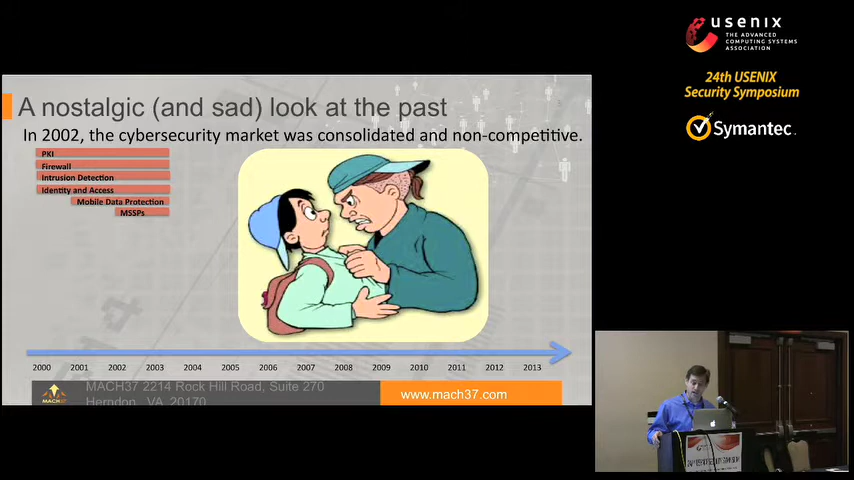 usenix
THE ADVANCED
COMPUTING SYSTEMS
ASSOCIATION
24th USENIX
Security Symposium
Symantec.
A nostalgic (and sad) look at the past
In 2002, the cybersecurity market was consolidated and non-competitive.
PKI
Firewall
Intrusion Detection
Identity and Access
Mobile Data Protection
MSSPs
2000 2001 2002 2003 2004 2005 2006 2007 2008 2009 2010 2011 2012 2013
MACH37
MACH37 2214 Rock Hill Road, Suite 270
Herndon, VA, 20170
www.mach37.com